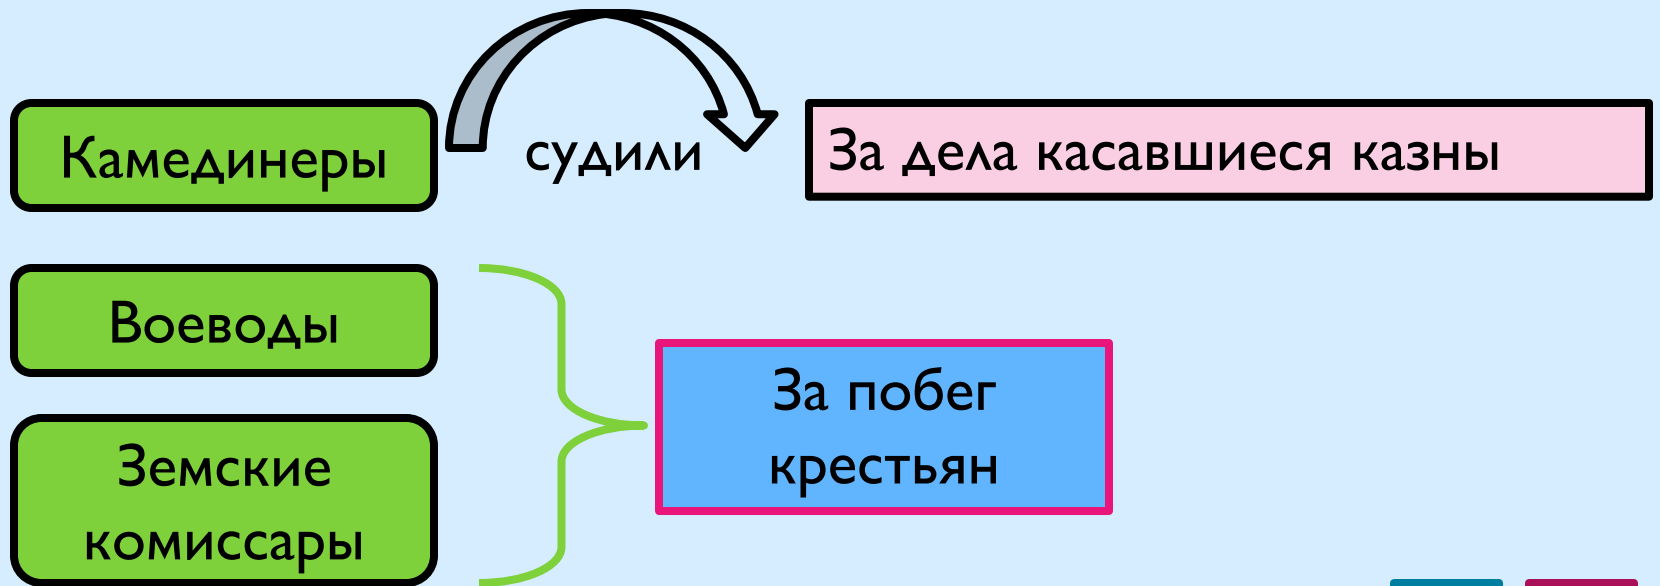 Камединеры
судили
За дела касавшиеся казны
Воеводы
За побег
крестьян
Земские
комиссары